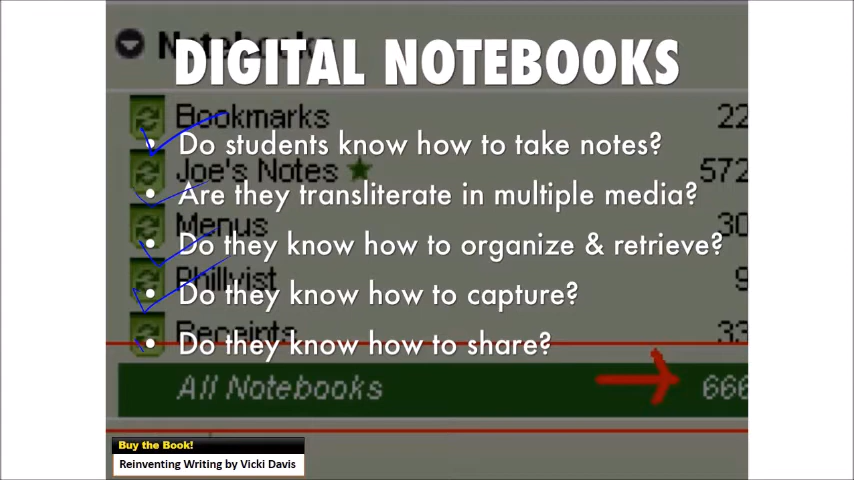 Notebooks
DIGITAL NOTEBOOKS
Bookmarks 22
• Do students know how to take notes?
Joe's Notes ★ 572
• Are they transliterate in multiple media?
Menus 30
• Do they know how to organize & retrieve?
Philly ist 9
• Do they know how to capture?
Receipts 33
• Do they know how to share?
All Notebooks 666
Buy the Book!
Reinventing Writing by Vicki Davis